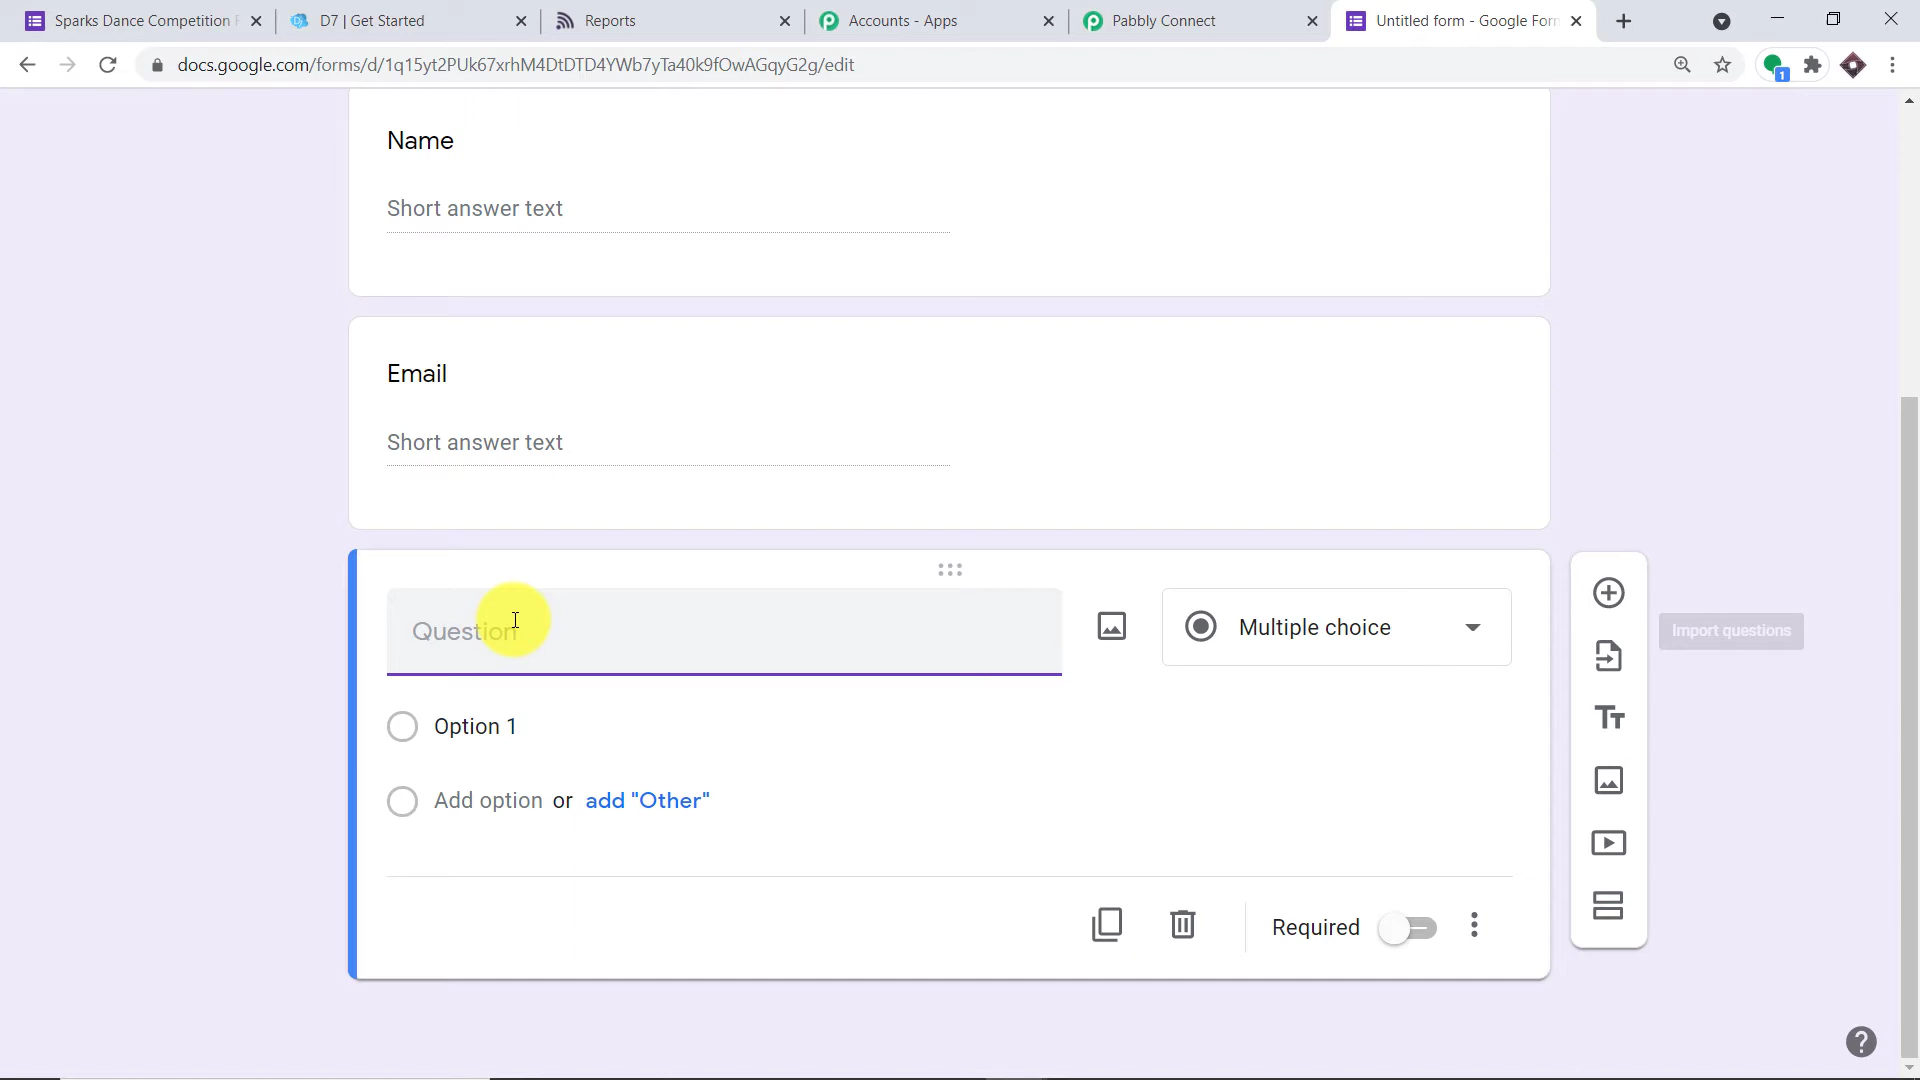 Sparks Dance Competition
D7 | Get Started
Reports
Accounts - Apps
Pabbly Connect
Untitled form - Google For
docs.google.com/forms/d/1q15yt2PUk67xrhM4DtDTD4YWb7yTa40k9fOwAGqyG2g/edit
1
Name
Short answer text
Email
Short answer text
Question
Multiple choice
Import questions
Option 1
Add option or add "Other"
Required